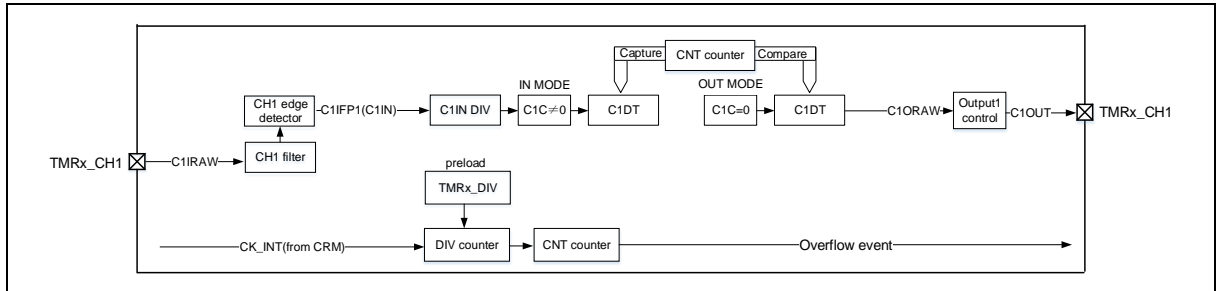 Capture
CNT counter
Compare
IN MODE
OUT MODE
CH1 edge
detector
C1IFP1(C1IN)
C1IN DIV
C1C≠0
C1DT
C1C=0
C1DT
C1ORAW
Output1
control
C1OUT
TMRx_CH1
TMRx_CH1
C1IRAW
CH1 filter
preload
TMRx_DIV
CK_INT(from CRM)
DIV counter
CNT counter
Overflow event